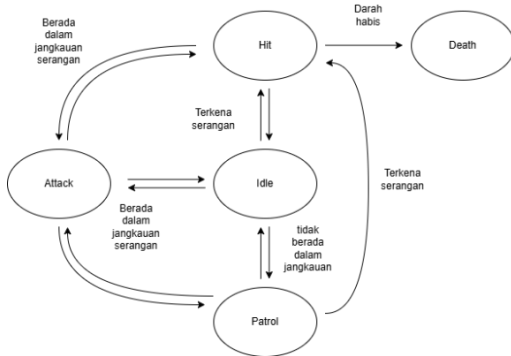 Berada
dalam
jangkauan
serangan
Hit
Darah
habis
Death
Terkena
serangan
Attack
Idle
Terkena
serangan
Berada
dalam
jangkauan
serangan
tidak
berada
dalam
jangkauan
Patrol